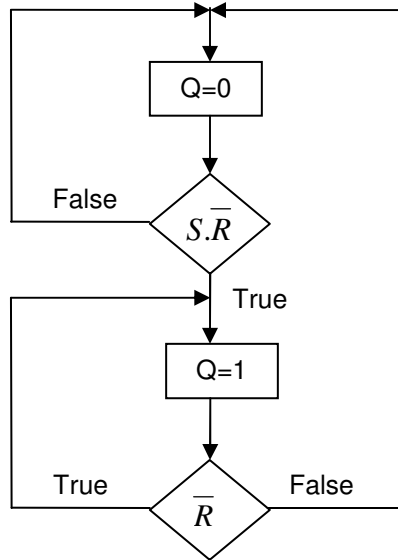 Q=0
False
S.R̅
True
Q=1
True
R̅
False